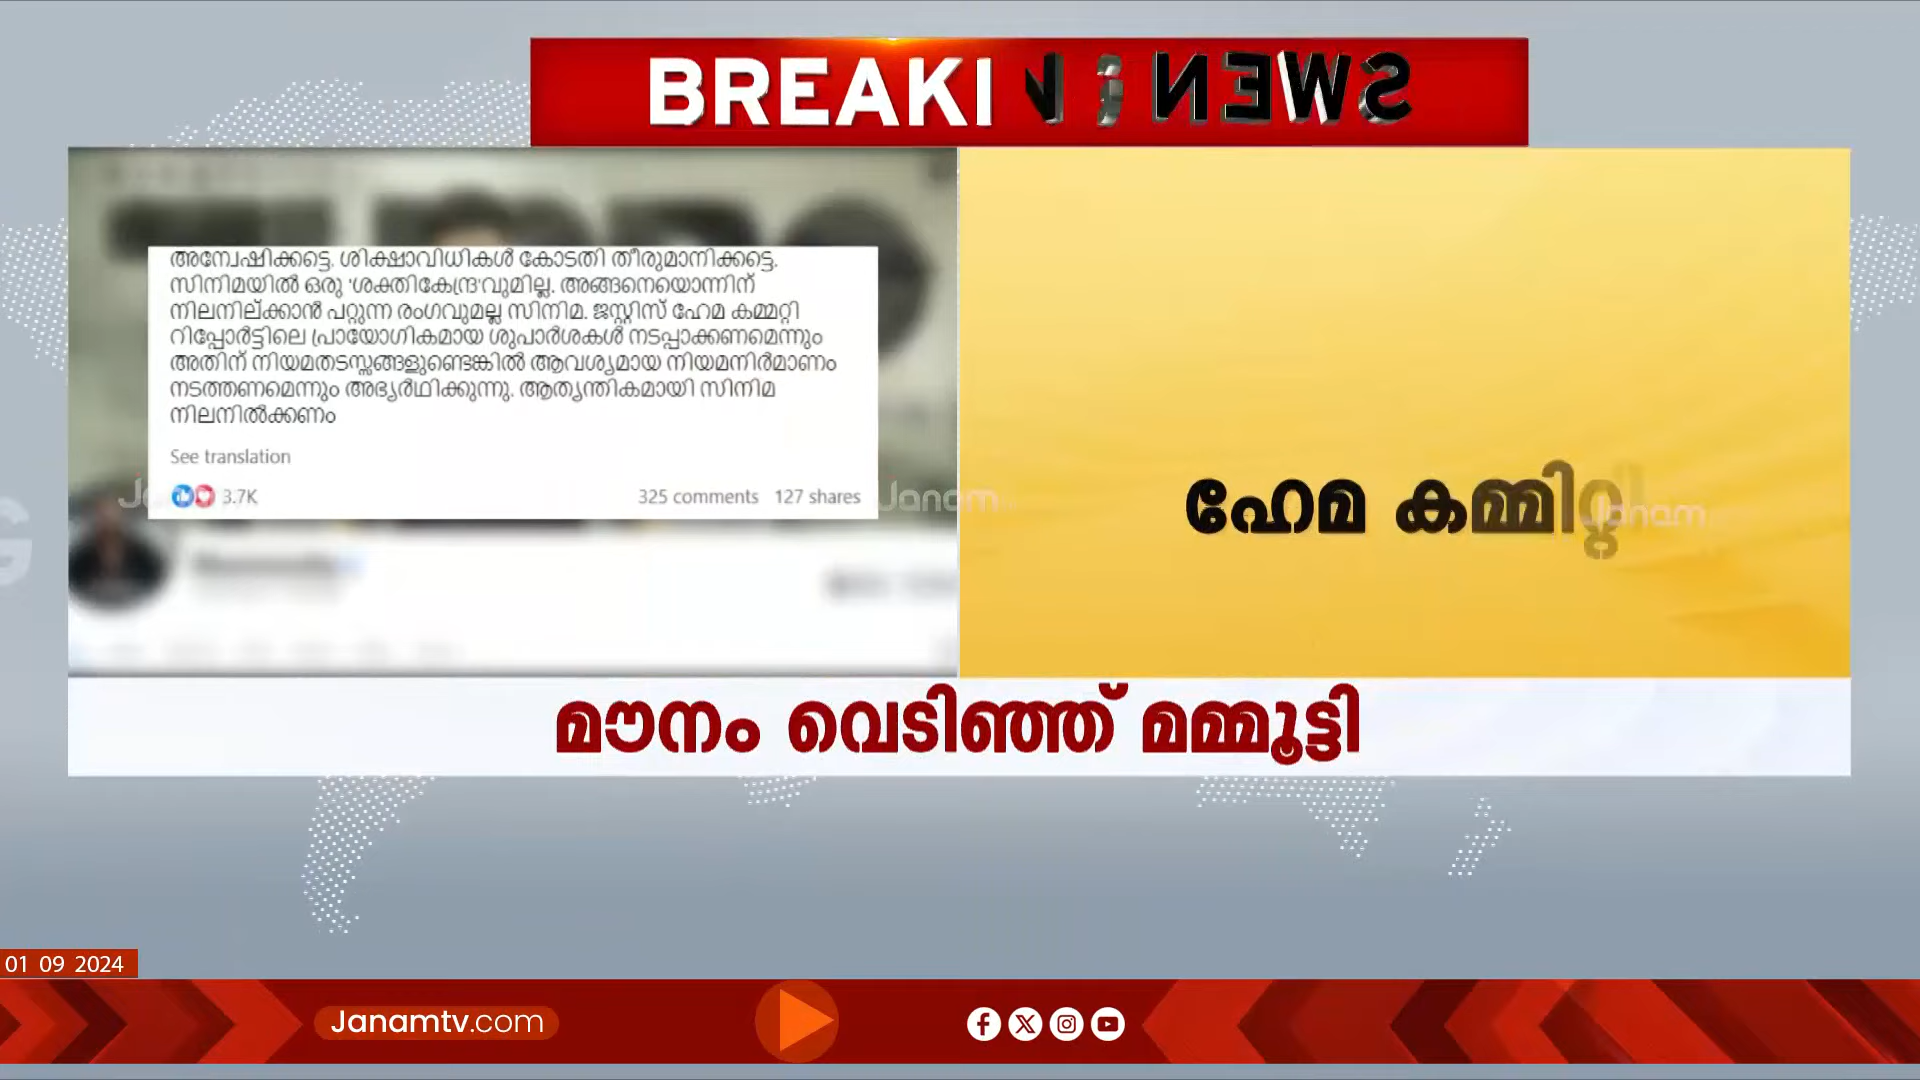 BREAKING NEWS
അന്വേഷിക്കട്ടെ. ശിക്ഷാവിധികൾ കോടതി തീരുമാനിക്കട്ടെ.
സിനിമയിൽ ഒരു 'ശക്തികേന്ദ്ര'വുമില്ല. അങ്ങനെയൊന്നിന്
നിലനില്ക്കാൻ പറ്റുന്ന രംഗവുമല്ല സിനിമ. ജസ്റ്റിസ് ഹേമ കമ്മറ്റി
റിപ്പോർട്ടിലെ പ്രായോഗികമായ ശുപാർശകൾ നടപ്പാക്കണമെന്നും
അതിന് നിയമതടസ്സങ്ങളുണ്ടെങ്കിൽ ആവശ്യമായ നിയമനിർമാണം
നടത്തണമെന്നും അഭ്യർഥിക്കുന്നു. ആത്യന്തികമായി സിനിമ
നിലനിൽക്കണം
See translation
3.7K 325 comments 127 shares
Janam
ഹേമ കമ്മിറ്റി
Janam
മൗനം വെടിഞ്ഞ് മമ്മൂട്ടി
01 09 2024
Janamtv.com